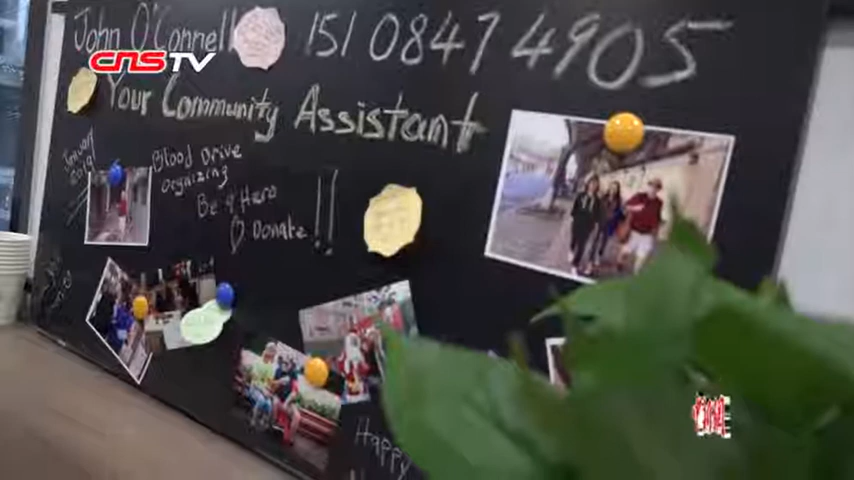 John O'Connell 151 0847 4905
CNSTV
Your Community Assistant
Blood Drive
Organizing
Be a Hero
Donate!!
Happy